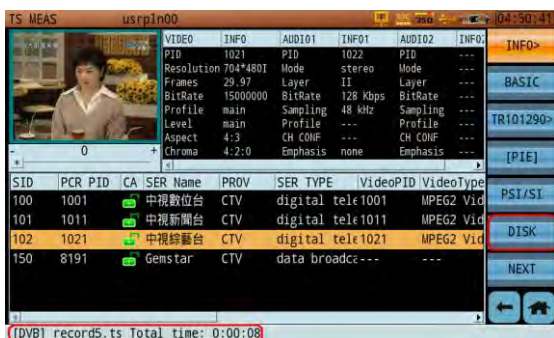 TS MEAS usrpIn00 04:50:41
VIDEO INFO AUDIO1 INFO1 AUDIO2 INFO2
PID 1021 PID 1022 PID ---
Resolution 704*480I Mode stereo Mode ---
Frames 29.97 Layer II Layer ---
BitRate 15000000 BitRate 128 Kbps BitRate ---
Profile main Sampling 48 kHz Sampling ---
Level main Profile --- Profile ---
Aspect 4:3 CH CONF --- CH CONF ---
Chroma 4:2:0 Emphasis none Emphasis ---
- 0 +
SID PCR PID CA SER Name PROV SER TYPE VideoPID VideoType
100 1001 中視數位台 CTV digital tele 1001 MPEG2 Vid
101 1011 中視新聞台 CTV digital tele 1011 MPEG2 Vid
102 1021 中視綜藝台 CTV digital tele 1021 MPEG2 Vid
150 8191 Gemstar CTV data broadca --- ---
[DVB] record5.ts Total time: 0:00:08
INFO>
BASIC
TR101290>
[PIE]
PSI/SI
DISK
NEXT